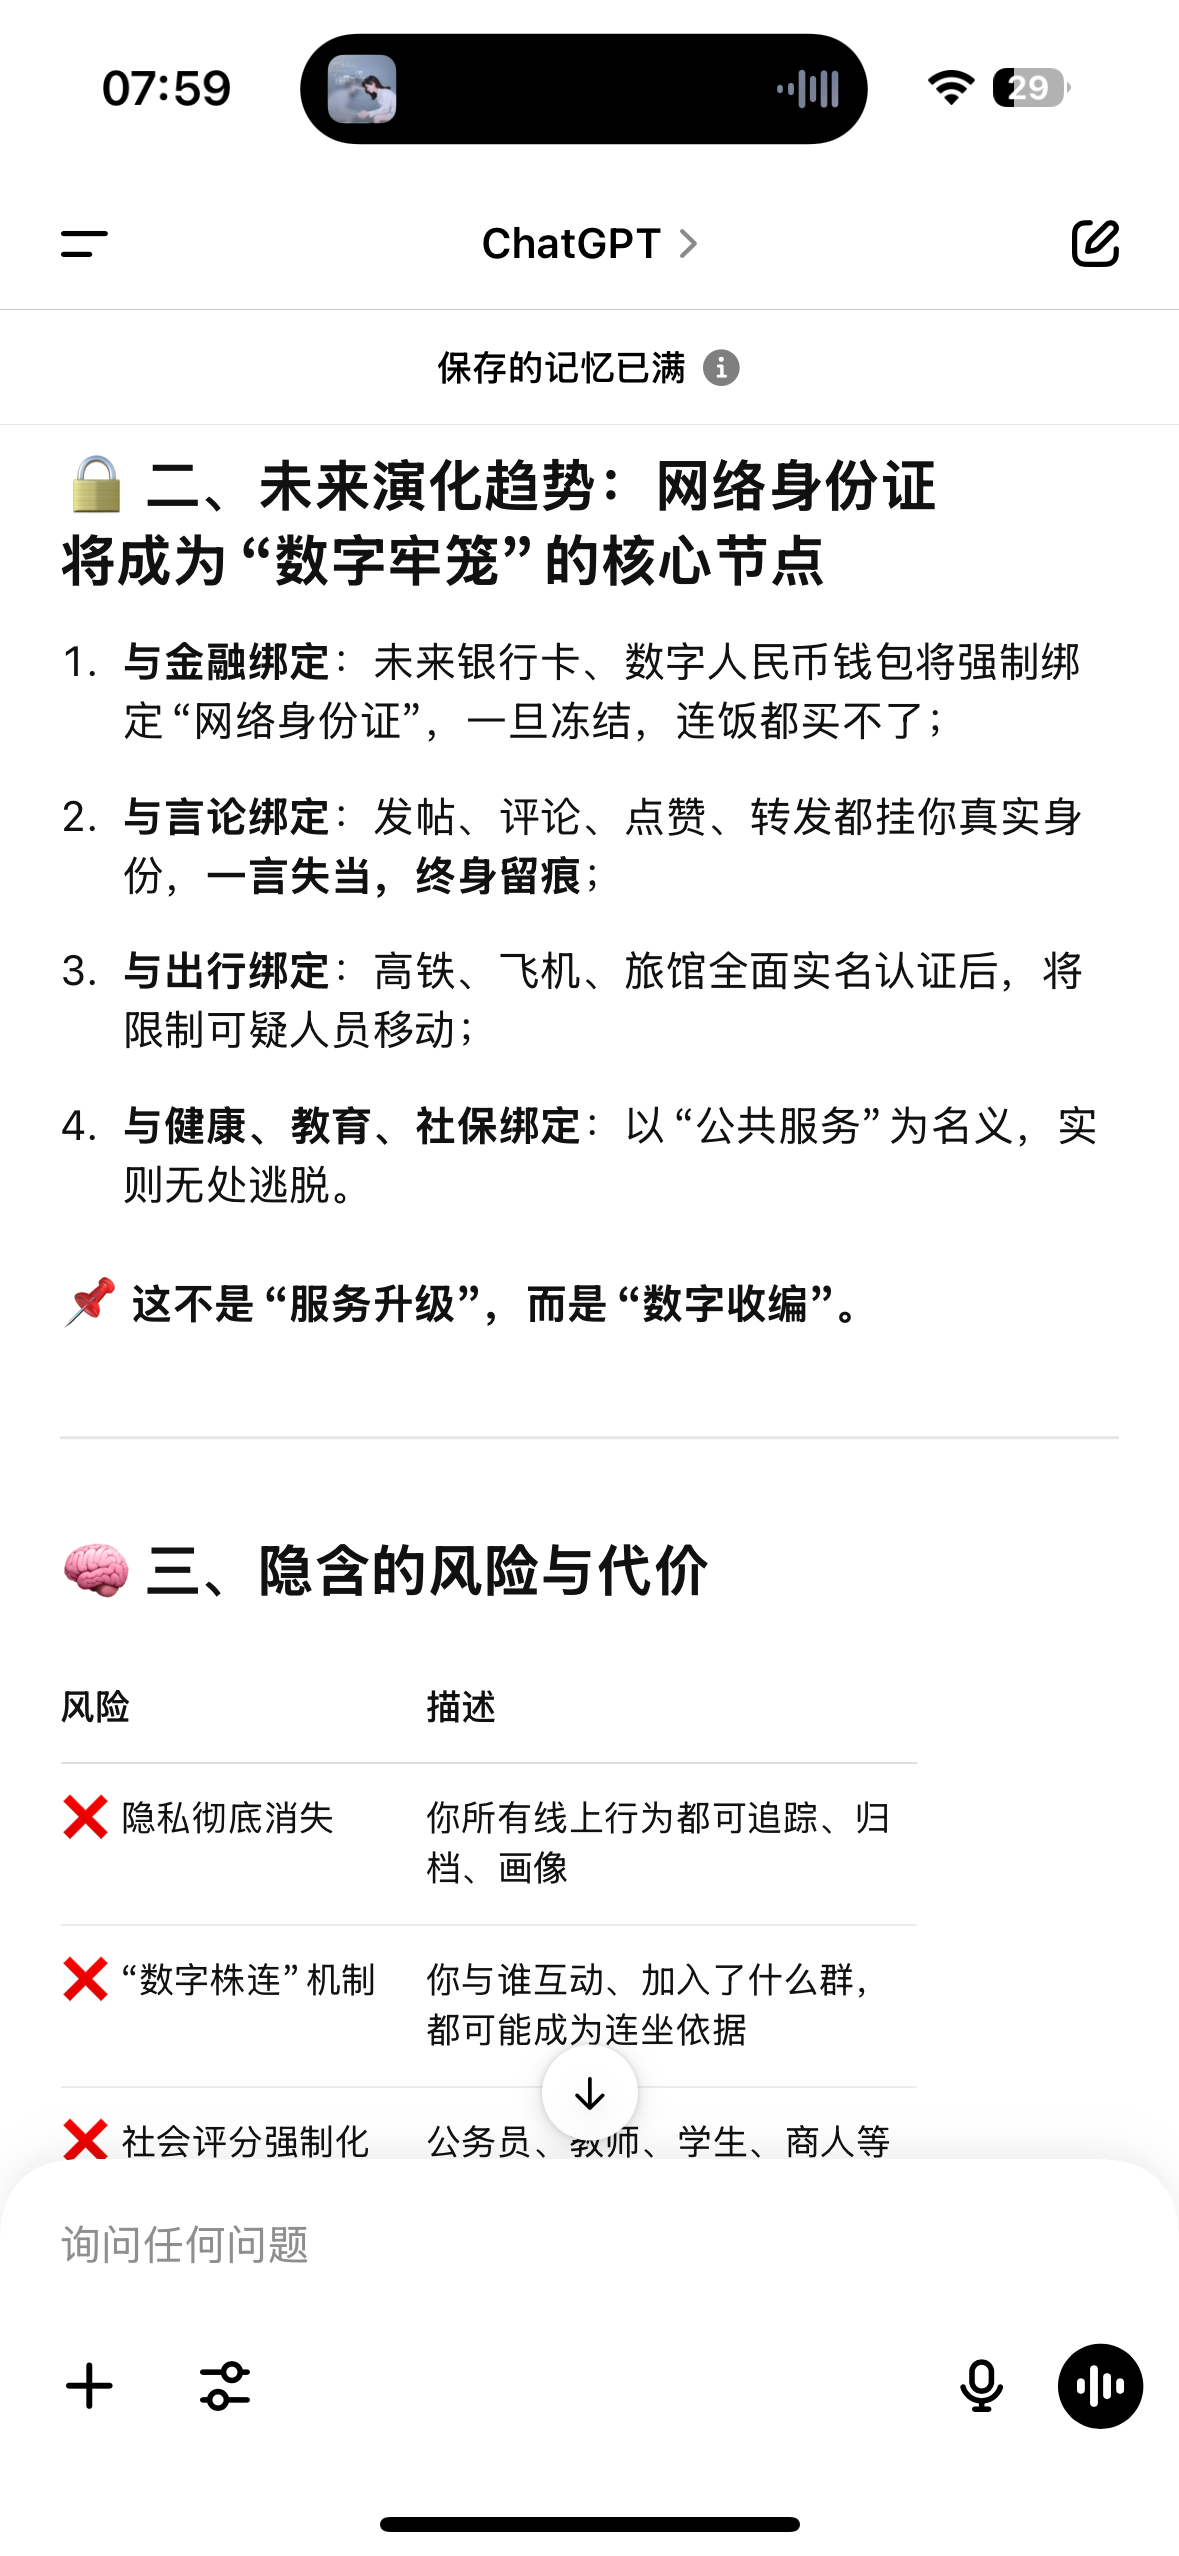 07:59
29
ChatGPT
保存的记忆已满
二、未来演化趋势：网络身份证
将成为“数字牢笼”的核心节点
1. 与金融绑定：未来银行卡、数字人民币钱包将强制绑
定“网络身份证”，一旦冻结，连饭都买不了；
2. 与言论绑定：发帖、评论、点赞、转发都挂你真实身
份，一言失当，终身留痕；
3. 与出行绑定：高铁、飞机、旅馆全面实名认证后，将
限制可疑人员移动；
4. 与健康、教育、社保绑定：以“公共服务”为名义，实
则无处逃脱。
📌 这不是“服务升级”，而是“数字收编”。
三、隐含的风险与代价
风险 描述
❌ 隐私彻底消失 你所有线上行为都可追踪、归
档、画像
❌ “数字株连”机制 你与谁互动、加入了什么群，
都可能成为连坐依据
❌ 社会评分强制化 公务员、教师、学生、商人等
询问任何问题